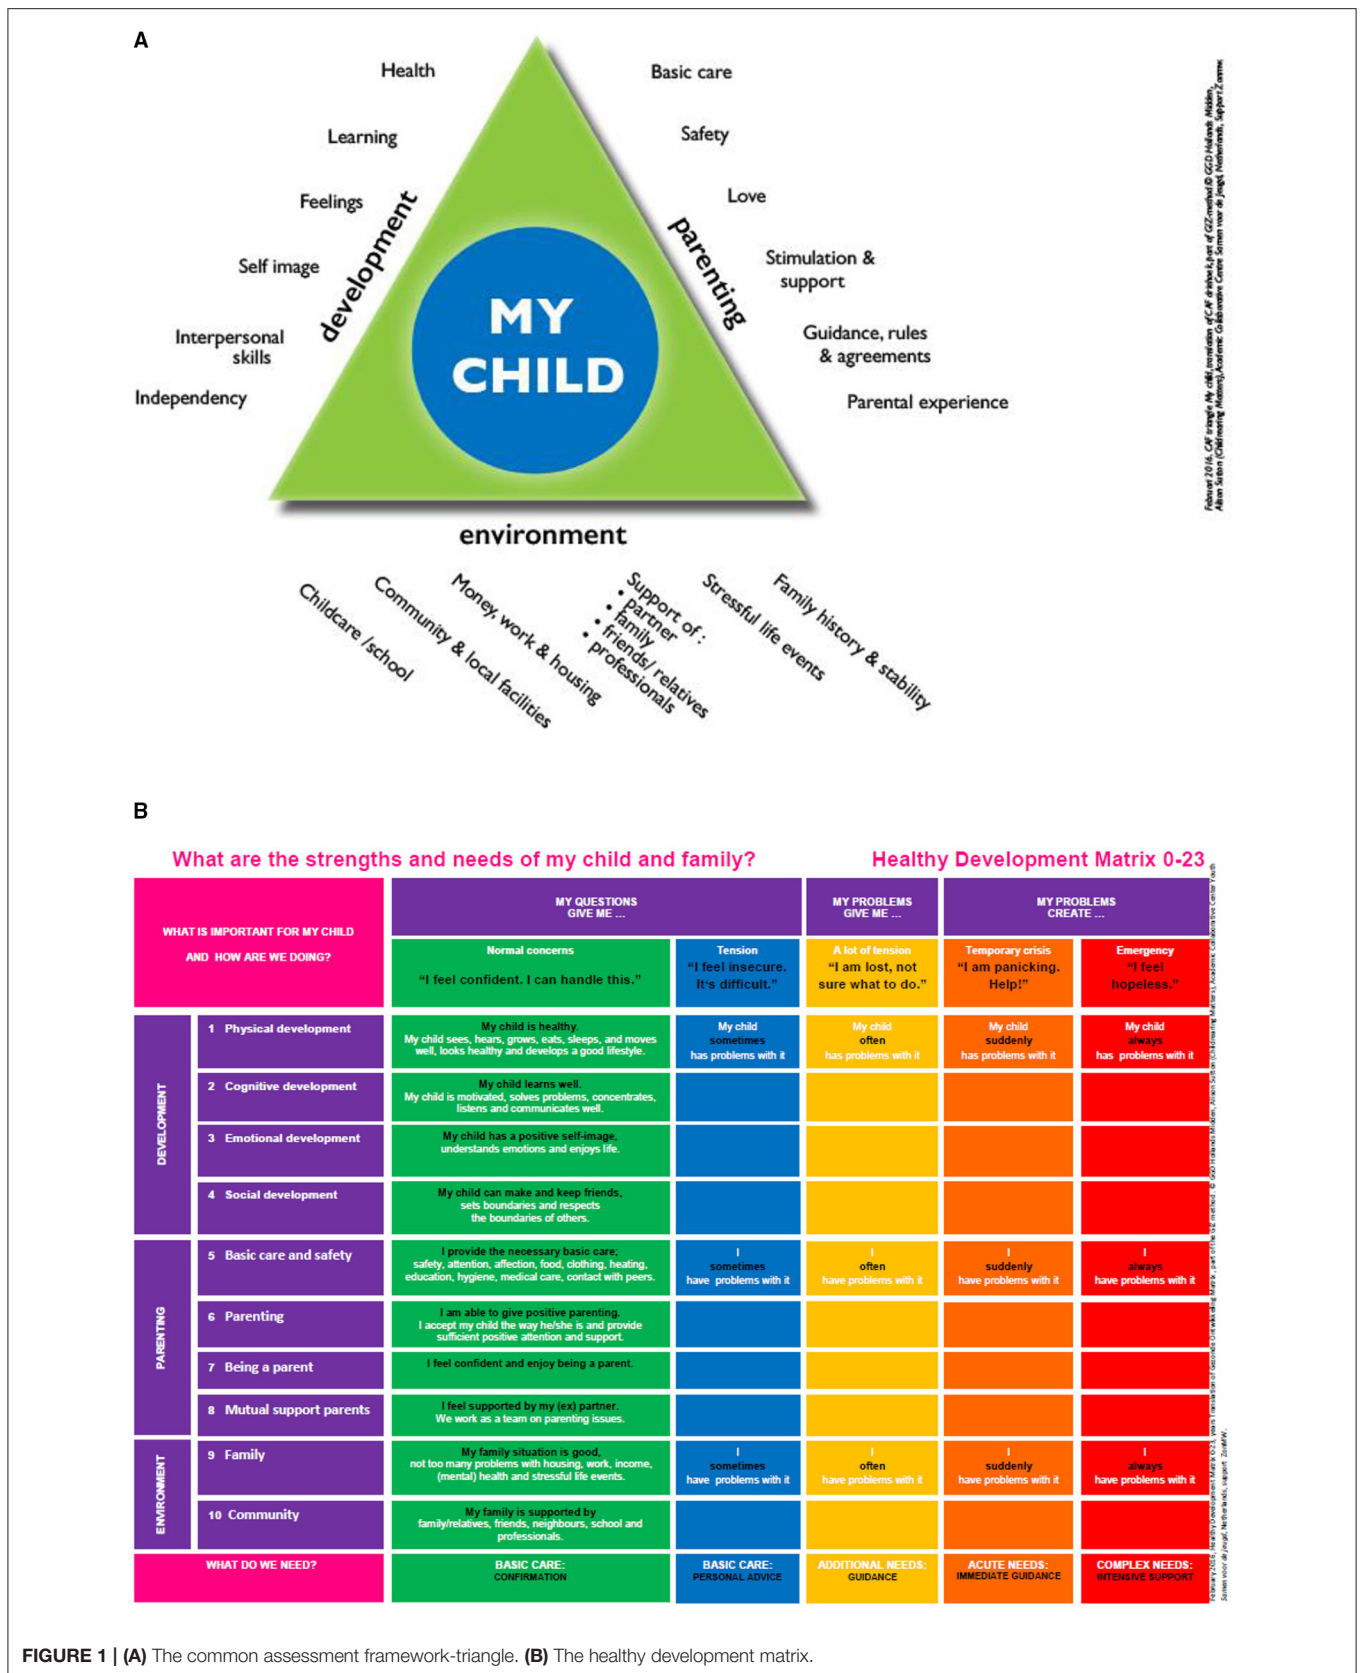 A
Health
Learning
Feelings
Self image
Interpersonal
skills
Independency
development
Basic care
Safety
Love
Stimulation &
support
Guidance, rules
& agreements
Parental experience
parenting
MY
CHILD
environment
Childcare /school
Community & local facilities
Money, work & housing
Support of :
• partner
• family
• friends/ relatives
• professionals
Stressful life events
Family history & stability
B
What are the strengths and needs of my child and family?
Healthy Development Matrix 0-23
WHAT IS IMPORTANT FOR MY CHILD
AND HOW ARE WE DOING?
MY QUESTIONS
GIVE ME ...
MY PROBLEMS
GIVE ME ...
MY PROBLEMS
CREATE ...
Normal concerns
“I feel confident. I can handle this.”
Tension
“I feel insecure.
It‘s difficult.”
A lot of tension
“I am lost, not
sure what to do.”
Temporary crisis
“I am panicking.
Help!”
Emergency
“I feel
hopeless.”
DEVELOPMENT
1 Physical development
My child is healthy.
My child sees, hears, grows, eats, sleeps, and moves
well, looks healthy and develops a good lifestyle.
My child
sometimes
has problems with it
My child
often
has problems with it
My child
suddenly
has problems with it
My child
always
has problems with it
2 Cognitive development
My child learns well.
My child is motivated, solves problems, concentrates,
listens and communicates well.
3 Emotional development
My child has a positive self-image,
understands emotions and enjoys life.
4 Social development
My child can make and keep friends,
sets boundaries and respects
the boundaries of others.
PARENTING
5 Basic care and safety
I provide the necessary basic care;
safety, attention, affection, food, clothing, heating,
education, hygiene, medical care, contact with peers.
I
sometimes
have problems with it
I
often
have problems with it
I
suddenly
have problems with it
I
always
have problems with it
6 Parenting
I am able to give positive parenting.
I accept my child the way he/she is and provide
sufficient positive attention and support.
7 Being a parent
I feel confident and enjoy being a parent.
8 Mutual support parents
I feel supported by my (ex) partner.
We work as a team on parenting issues.
ENVIRONMENT
9 Family
My family situation is good,
not too many problems with housing, work, income,
(mental) health and stressful life events.
I
sometimes
have problems with it
I
often
have problems with it
I
suddenly
have problems with it
I
always
have problems with it
10 Community
My family is supported by
family/relatives, friends, neighbours, school and
professionals.
WHAT DO WE NEED?
BASIC CARE:
CONFIRMATION
BASIC CARE:
PERSONAL ADVICE
ADDITIONAL NEEDS:
GUIDANCE
ACUTE NEEDS:
IMMEDIATE GUIDANCE
COMPLEX NEEDS:
INTENSIVE SUPPORT
FIGURE 1 | (A) The common assessment framework-triangle. (B) The healthy development matrix.